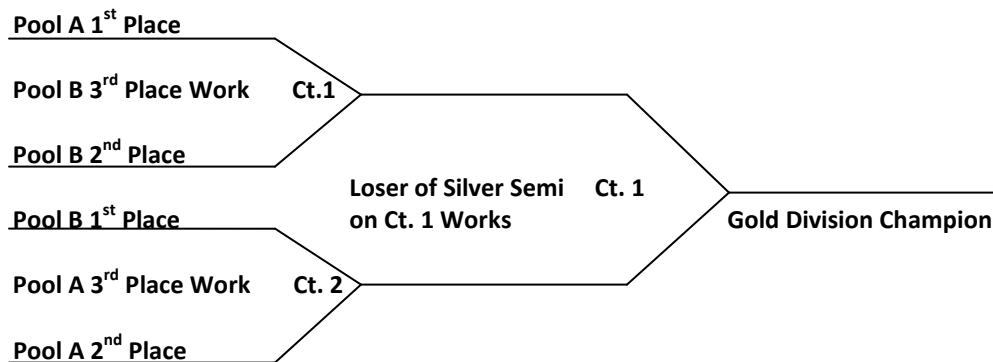 Pool A 1st Place
Pool B 3rd Place Work Ct.1
Pool B 2nd Place
Loser of Silver Semi Ct. 1
on Ct. 1 Works
Pool B 1st Place
Gold Division Champion
Pool A 3rd Place Work Ct. 2
Pool A 2nd Place